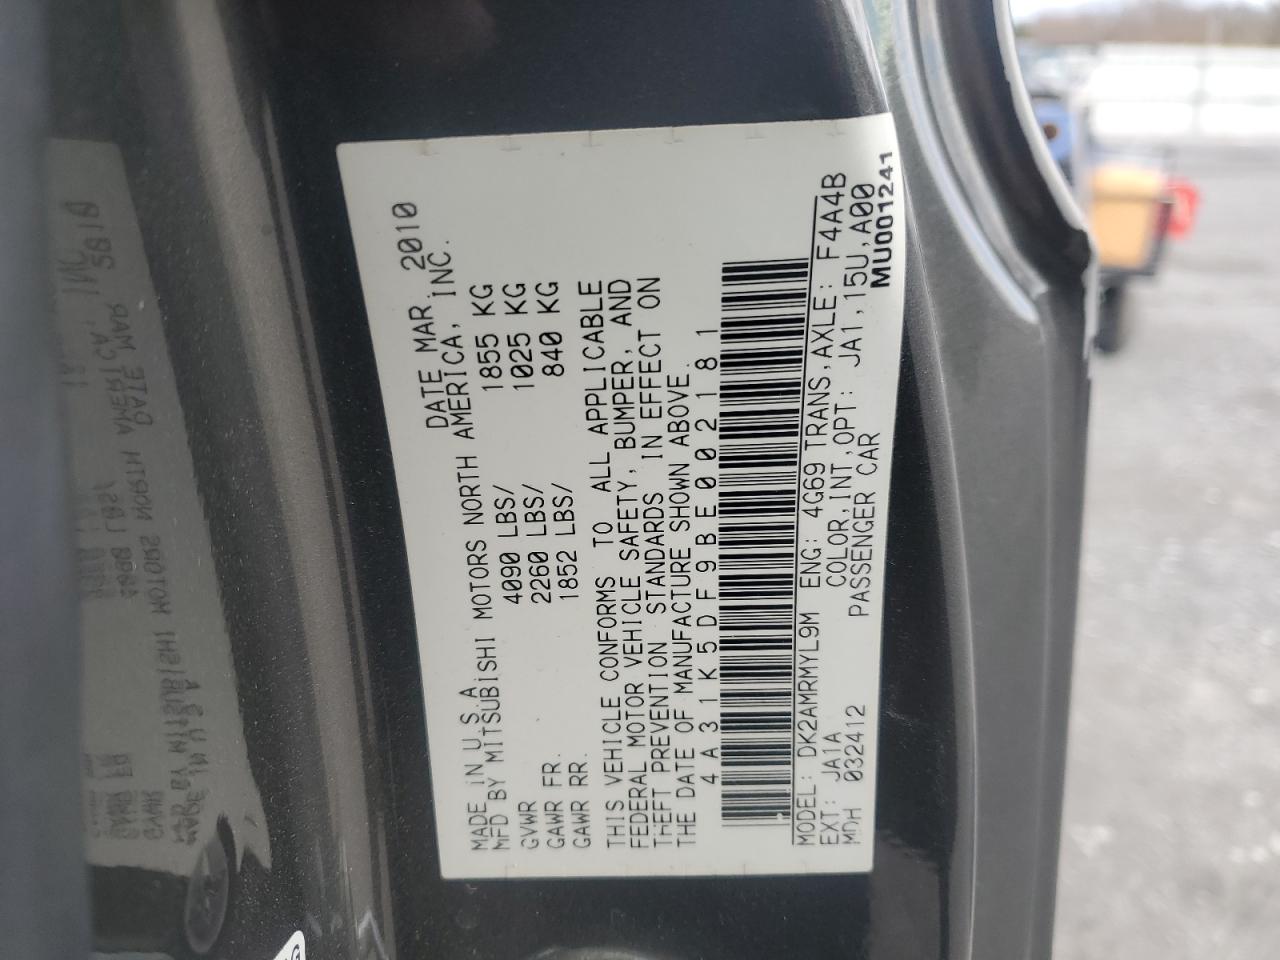 MADE IN U.S.A DATE MAR. 2010
MFD BY MITSUBISHI MOTORS NORTH AMERICA, INC.
GVWR 4090 LBS/ 1855 KG
GAWR FR. 2260 LBS/ 1025 KG
GAWR RR. 1852 LBS/ 840 KG
THIS VEHICLE CONFORMS TO ALL APPLICABLE
FEDERAL MOTOR VEHICLE SAFETY, BUMPER, AND
THEFT PREVENTION STANDARDS IN EFFECT ON
THE DATE OF MANUFACTURE SHOWN ABOVE.
4A31K5DF9BE002181
MODEL: DK2AMRMYL9M ENG: 4G69 TRANS,AXLE: F4A4B
EXT: JA1A COLOR,INT,OPT: JA1,15U,A00
MDH 032412 PASSENGER CAR MU001241